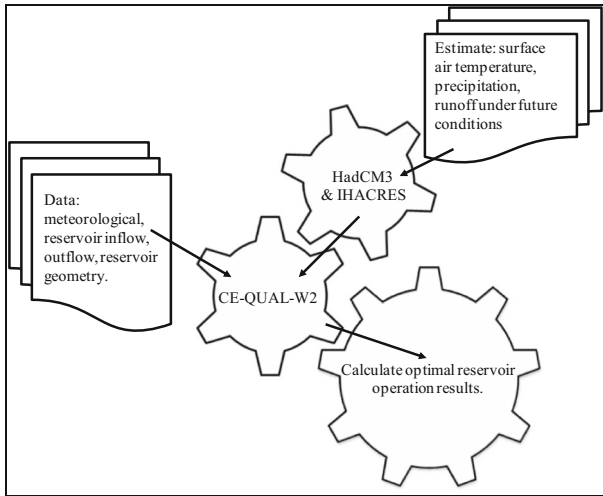 Estimate: surface
air temperature,
precipitation,
runoff under future
conditions
HadCM3
& IHACRES
Data:
meteorological,
reservoir inflow,
outflow, reservoir
geometry.
CE-QUAL-W2
Calculate optimal reservoir
operation results.